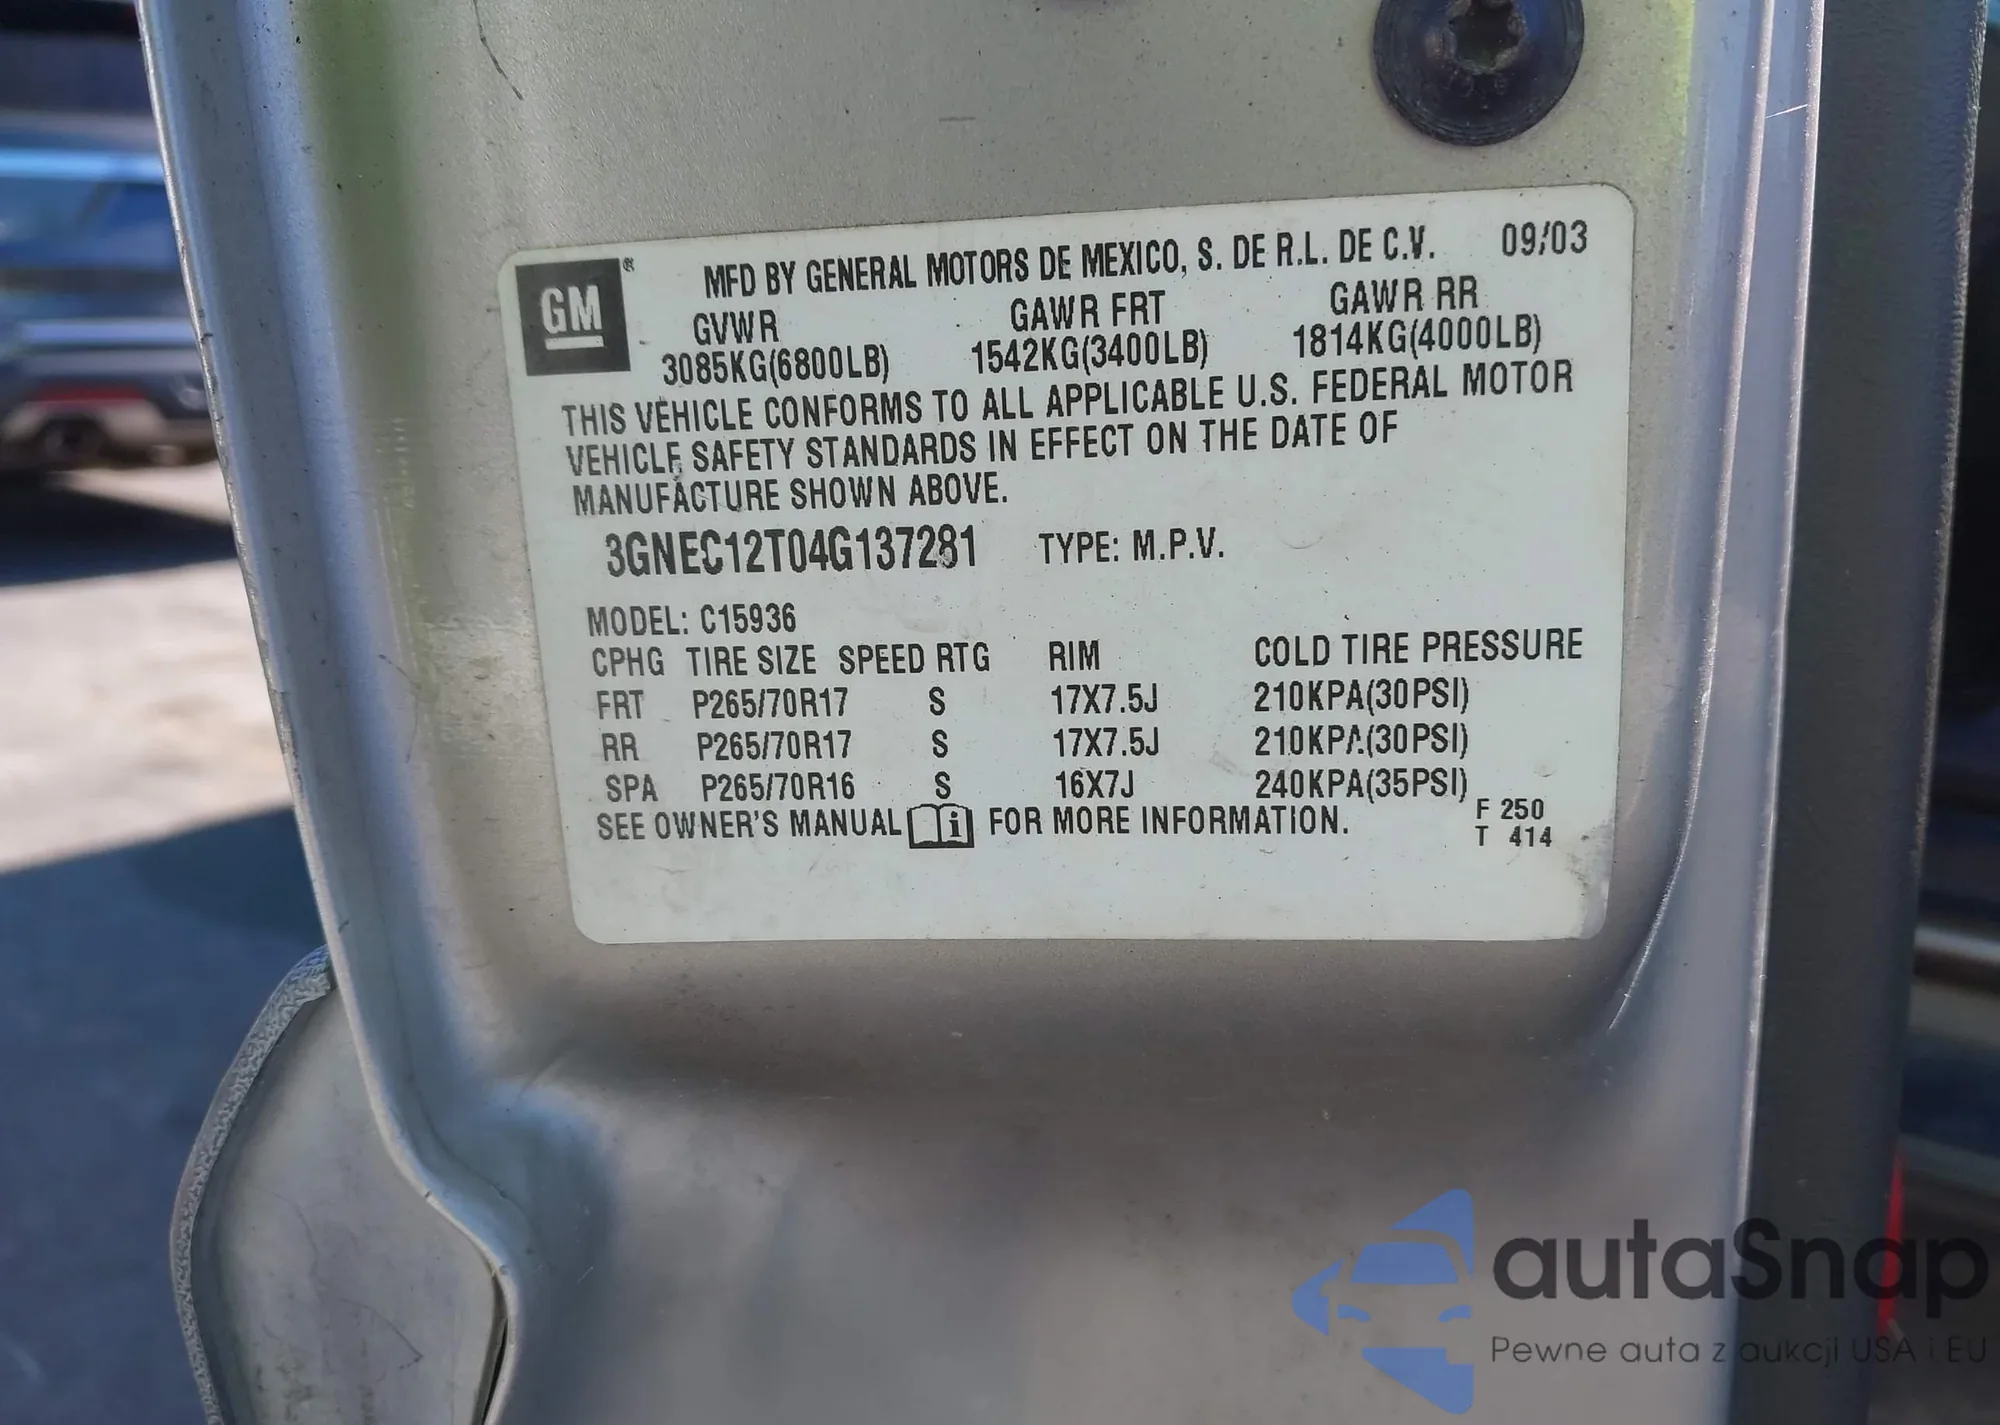 GM®
MFD BY GENERAL MOTORS DE MEXICO, S. DE R.L. DE C.V. 09/03
GVWR GAWR FRT GAWR RR
3085KG(6800LB) 1542KG(3400LB) 1814KG(4000LB)
THIS VEHICLE CONFORMS TO ALL APPLICABLE U.S. FEDERAL MOTOR
VEHICLE SAFETY STANDARDS IN EFFECT ON THE DATE OF
MANUFACTURE SHOWN ABOVE.
3GNEC12T04G137281 TYPE: M.P.V.
MODEL: C15936
CPHG TIRE SIZE SPEED RTG RIM COLD TIRE PRESSURE
FRT P265/70R17 S 17X7.5J 210KPA(30PSI)
RR P265/70R17 S 17X7.5J 210KPA(30PSI)
SPA P265/70R16 S 16X7J 240KPA(35PSI)
SEE OWNER'S MANUAL i FOR MORE INFORMATION.
F 250
T 414
autaSnap
Pewne auta z aukcji USA i EU